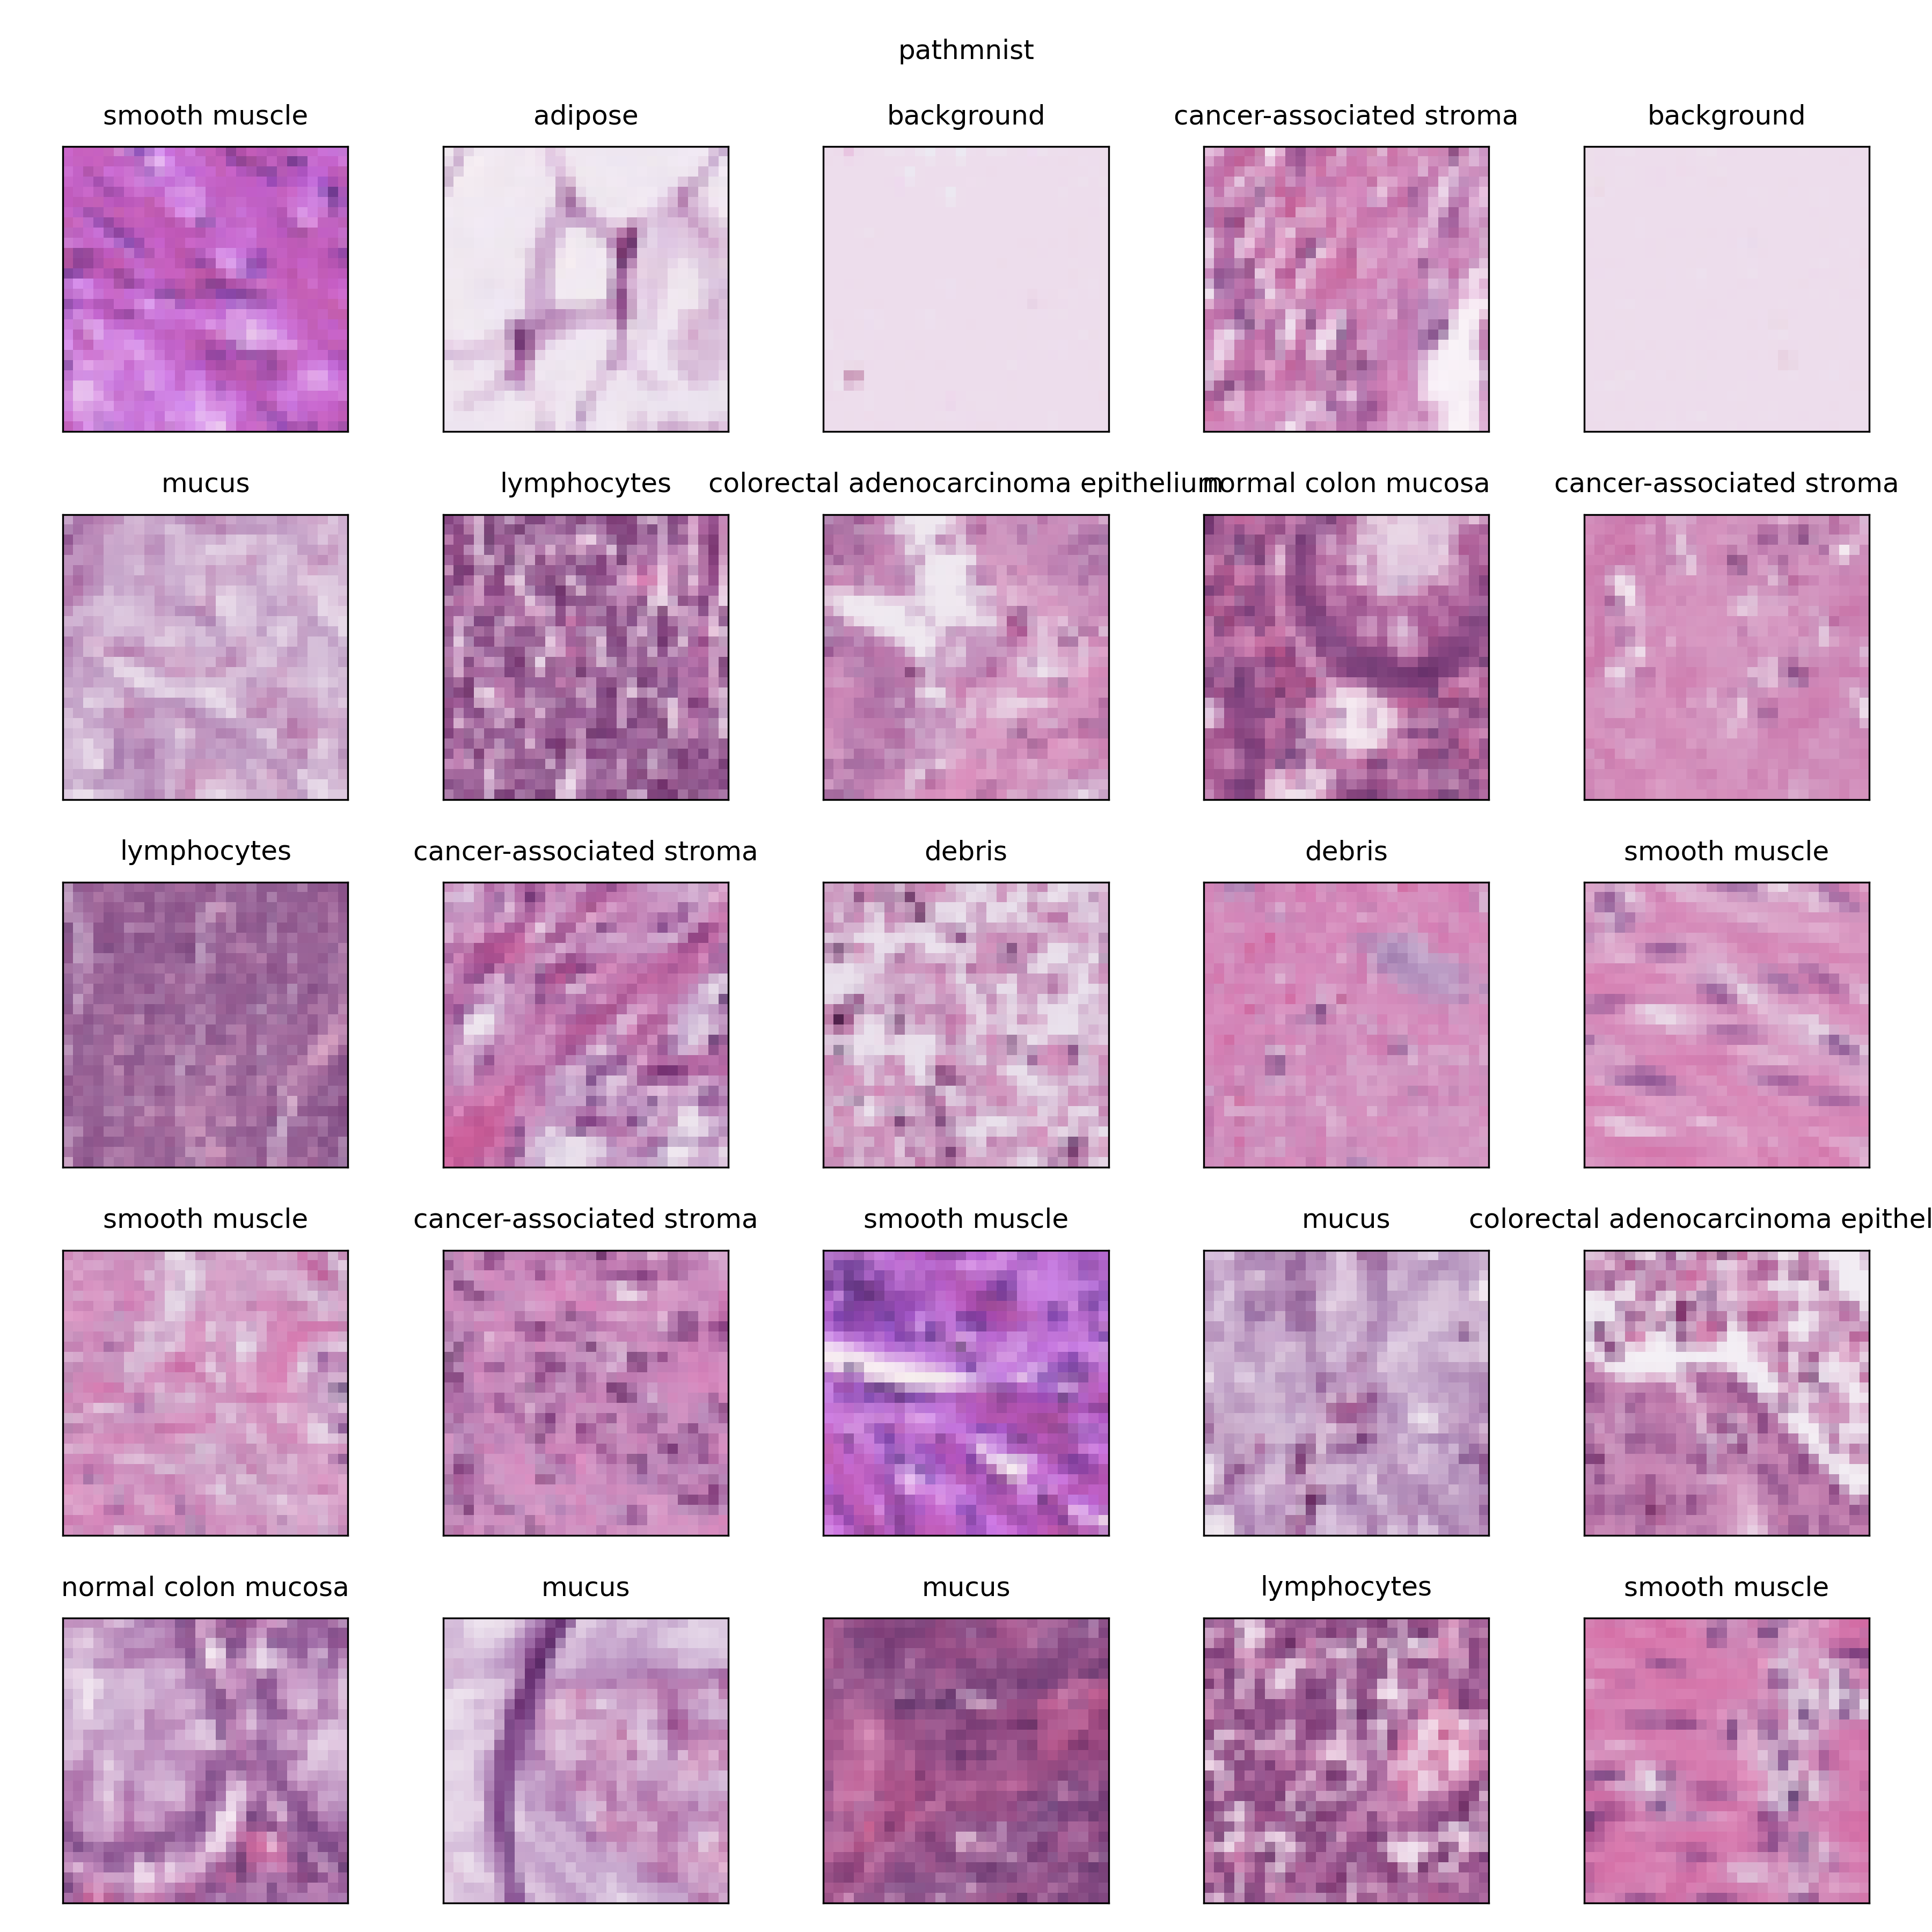 pathmnist
smooth muscle
adipose
background
cancer-associated stroma
background
mucus
lymphocytes
colorectal adenocarcinoma epithelium
normal colon mucosa
cancer-associated stroma
lymphocytes
cancer-associated stroma
debris
debris
smooth muscle
smooth muscle
cancer-associated stroma
smooth muscle
mucus
colorectal adenocarcinoma epithel
normal colon mucosa
mucus
mucus
lymphocytes
smooth muscle